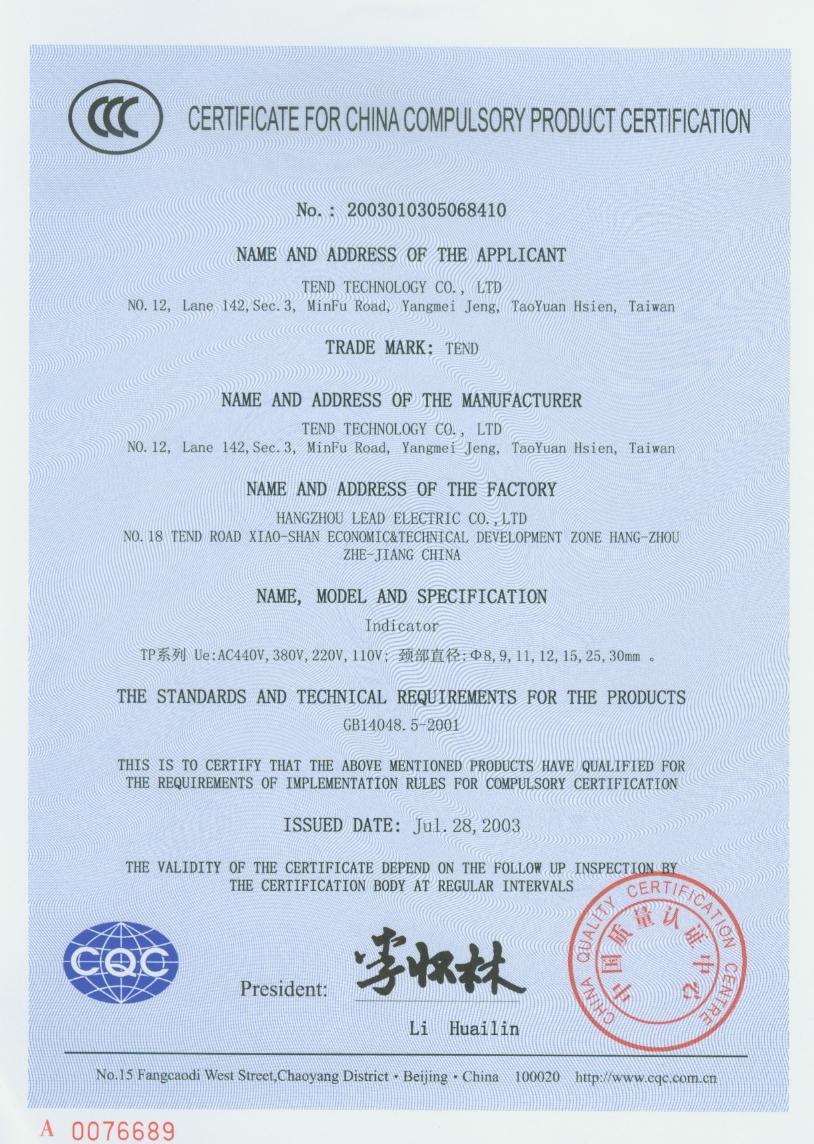 CCC
CERTIFICATE FOR CHINA COMPULSORY PRODUCT CERTIFICATION
No.: 2003010305068410
NAME AND ADDRESS OF THE APPLICANT
TEND TECHNOLOGY CO., LTD
NO.12, Lane 142,Sec.3, MinFu Road, Yangmei Jeng, TaoYuan Hsien, Taiwan
TRADE MARK: TEND
NAME AND ADDRESS OF THE MANUFACTURER
TEND TECHNOLOGY CO., LTD
NO.12, Lane 142,Sec.3, MinFu Road, Yangmei Jeng, TaoYuan Hsien, Taiwan
NAME AND ADDRESS OF THE FACTORY
HANGZHOU LEAD ELECTRIC CO.,LTD
NO.18 TEND ROAD XIAO-SHAN ECONOMIC&TECHNICAL DEVELOPMENT ZONE HANG-ZHOU
ZHE-JIANG CHINA
NAME, MODEL AND SPECIFICATION
Indicator
TP系列 Ue:AC440V,380V,220V,110V; 颈部直径:Φ8,9,11,12,15,25,30mm 。
THE STANDARDS AND TECHNICAL REQUIREMENTS FOR THE PRODUCTS
GB14048.5-2001
THIS IS TO CERTIFY THAT THE ABOVE MENTIONED PRODUCTS HAVE QUALIFIED FOR
THE REQUIREMENTS OF IMPLEMENTATION RULES FOR COMPULSORY CERTIFICATION
ISSUED DATE: Jul.28,2003
THE VALIDITY OF THE CERTIFICATE DEPEND ON THE FOLLOW UP INSPECTION BY
THE CERTIFICATION BODY AT REGULAR INTERVALS
CHINA QUALITY CERTIFICATION CENTRE
中国质量认证中心
CQC
President: 李怀林
Li Huailin
No.15 Fangcaodi West Street,Chaoyang District·Beijing·China 100020 http://www.cqc.com.cn
A 0076689